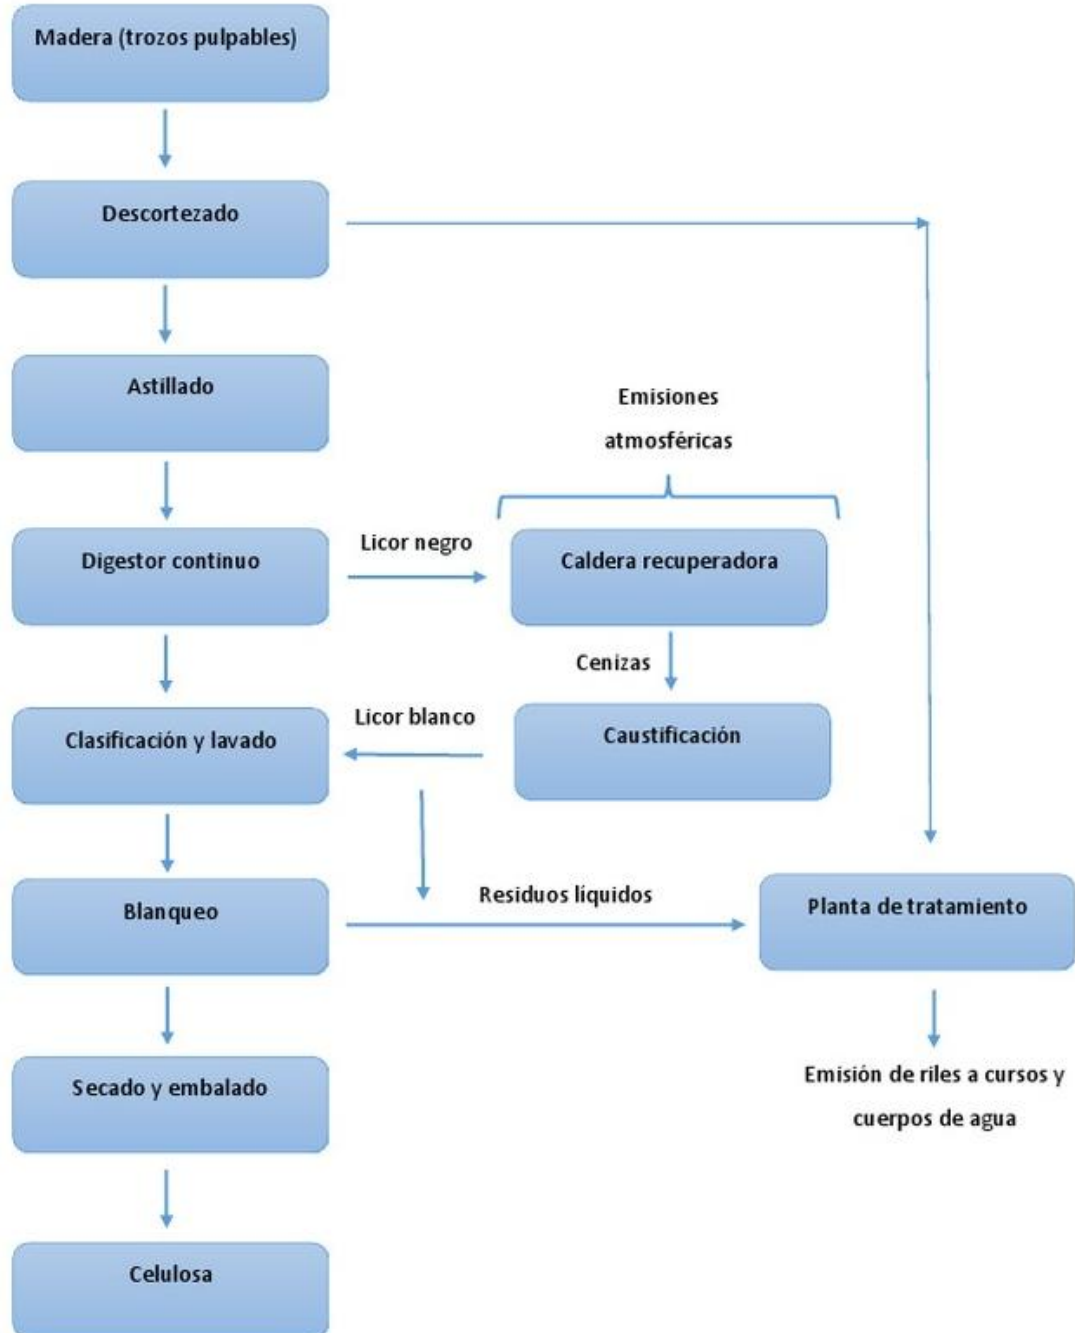 Madera (trozos pulpables)
Descortezado
Astillado
Emisiones
atmosféricas
Digestor continuo
Licor negro
Caldera recuperadora
Cenizas
Clasificación y lavado
Licor blanco
Caustificación
Blanqueo
Residuos líquidos
Planta de tratamiento
Secado y embalado
Emisión de riles a cursos y
cuerpos de agua
Celulosa